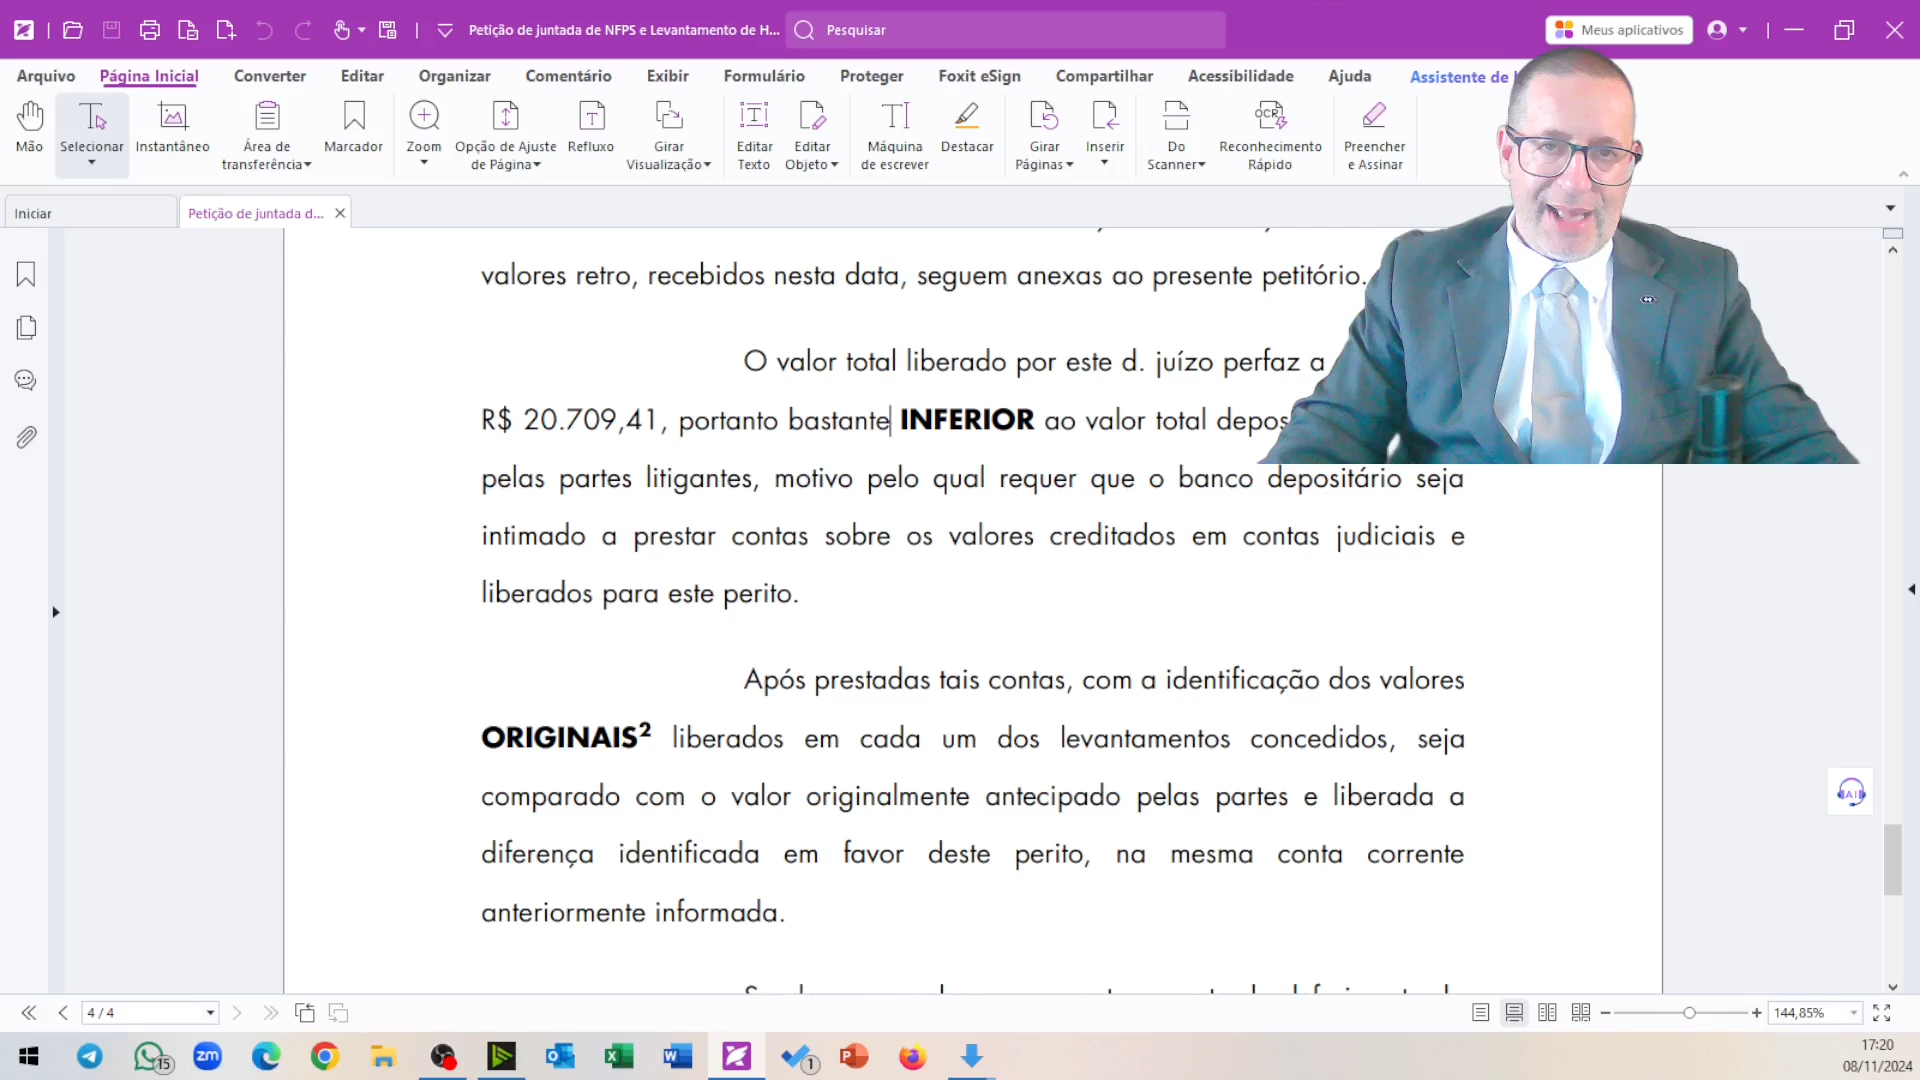 Petição de juntada de NFPS e Levantamento de H...
Pesquisar
Meus aplicativos
Arquivo
Página Inicial
Converter
Editar
Organizar
Comentário
Exibir
Formulário
Proteger
Foxit eSign
Compartilhar
Acessibilidade
Ajuda
Assistente de
Mão
Selecionar
Instantâneo
Área de
transferência
Marcador
Zoom
Opção de Ajuste
de Página
Refluxo
Girar
Visualização
Editar
Texto
Editar
Objeto
Máquina
de escrever
Destacar
Girar
Páginas
Inserir
Do
Scanner
OCR
Reconhecimento
Rápido
Preencher
e Assinar
Iniciar
Petição de juntada d...
valores retro, recebidos nesta data, seguem anexas ao presente petitório.
O valor total liberado por este d. juízo perfaz a
R$ 20.709,41, portanto bastante INFERIOR ao valor total depos
pelas partes litigantes, motivo pelo qual requer que o banco depositário seja
intimado a prestar contas sobre os valores creditados em contas judiciais e
liberados para este perito.
Após prestadas tais contas, com a identificação dos valores
ORIGINAIS² liberados em cada um dos levantamentos concedidos, seja
comparado com o valor originalmente antecipado pelas partes e liberada a
diferença identificada em favor deste perito, na mesma conta corrente
anteriormente informada.
AI
4 / 4
144,85%
15
zm
1
17:20
08/11/2024